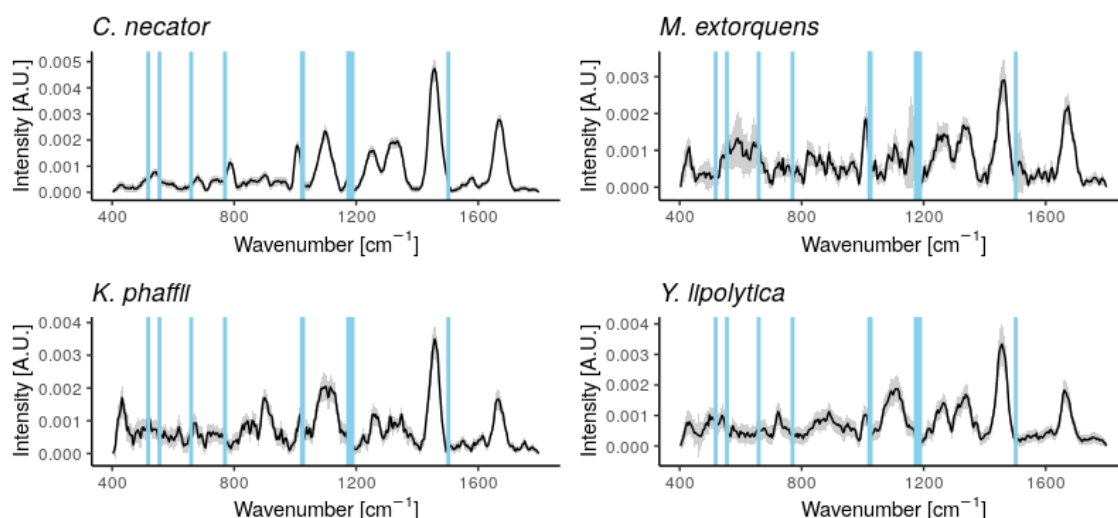 C. necator
Intensity [A.U.]
0.005
0.004
0.003
0.002
0.001
0.000
400 800 1200 1600
Wavenumber [cm⁻¹]
M. extorquens
Intensity [A.U.]
0.003
0.002
0.001
0.000
400 800 1200 1600
Wavenumber [cm⁻¹]
K. phaffii
Intensity [A.U.]
0.004
0.003
0.002
0.001
0.000
400 800 1200 1600
Wavenumber [cm⁻¹]
Y. lipolytica
Intensity [A.U.]
0.004
0.003
0.002
0.001
0.000
400 800 1200 1600
Wavenumber [cm⁻¹]